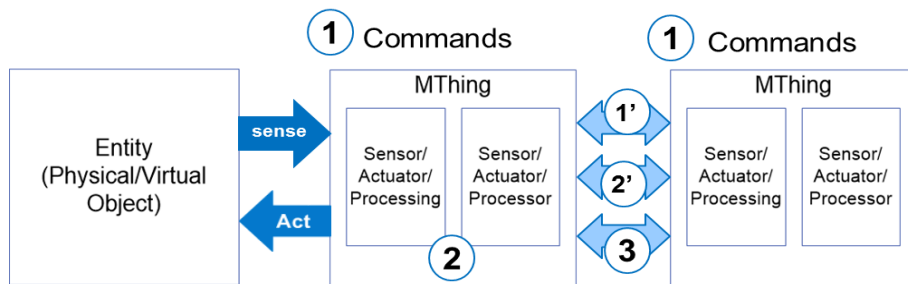 1 Commands
1 Commands
Entity
(Physical/Virtual
Object)
sense
Act
MThing
Sensor/
Actuator/
Processing
Sensor/
Actuator/
Processor
2
1’
2’
3
MThing
Sensor/
Actuator/
Processing
Sensor/
Actuator/
Processor